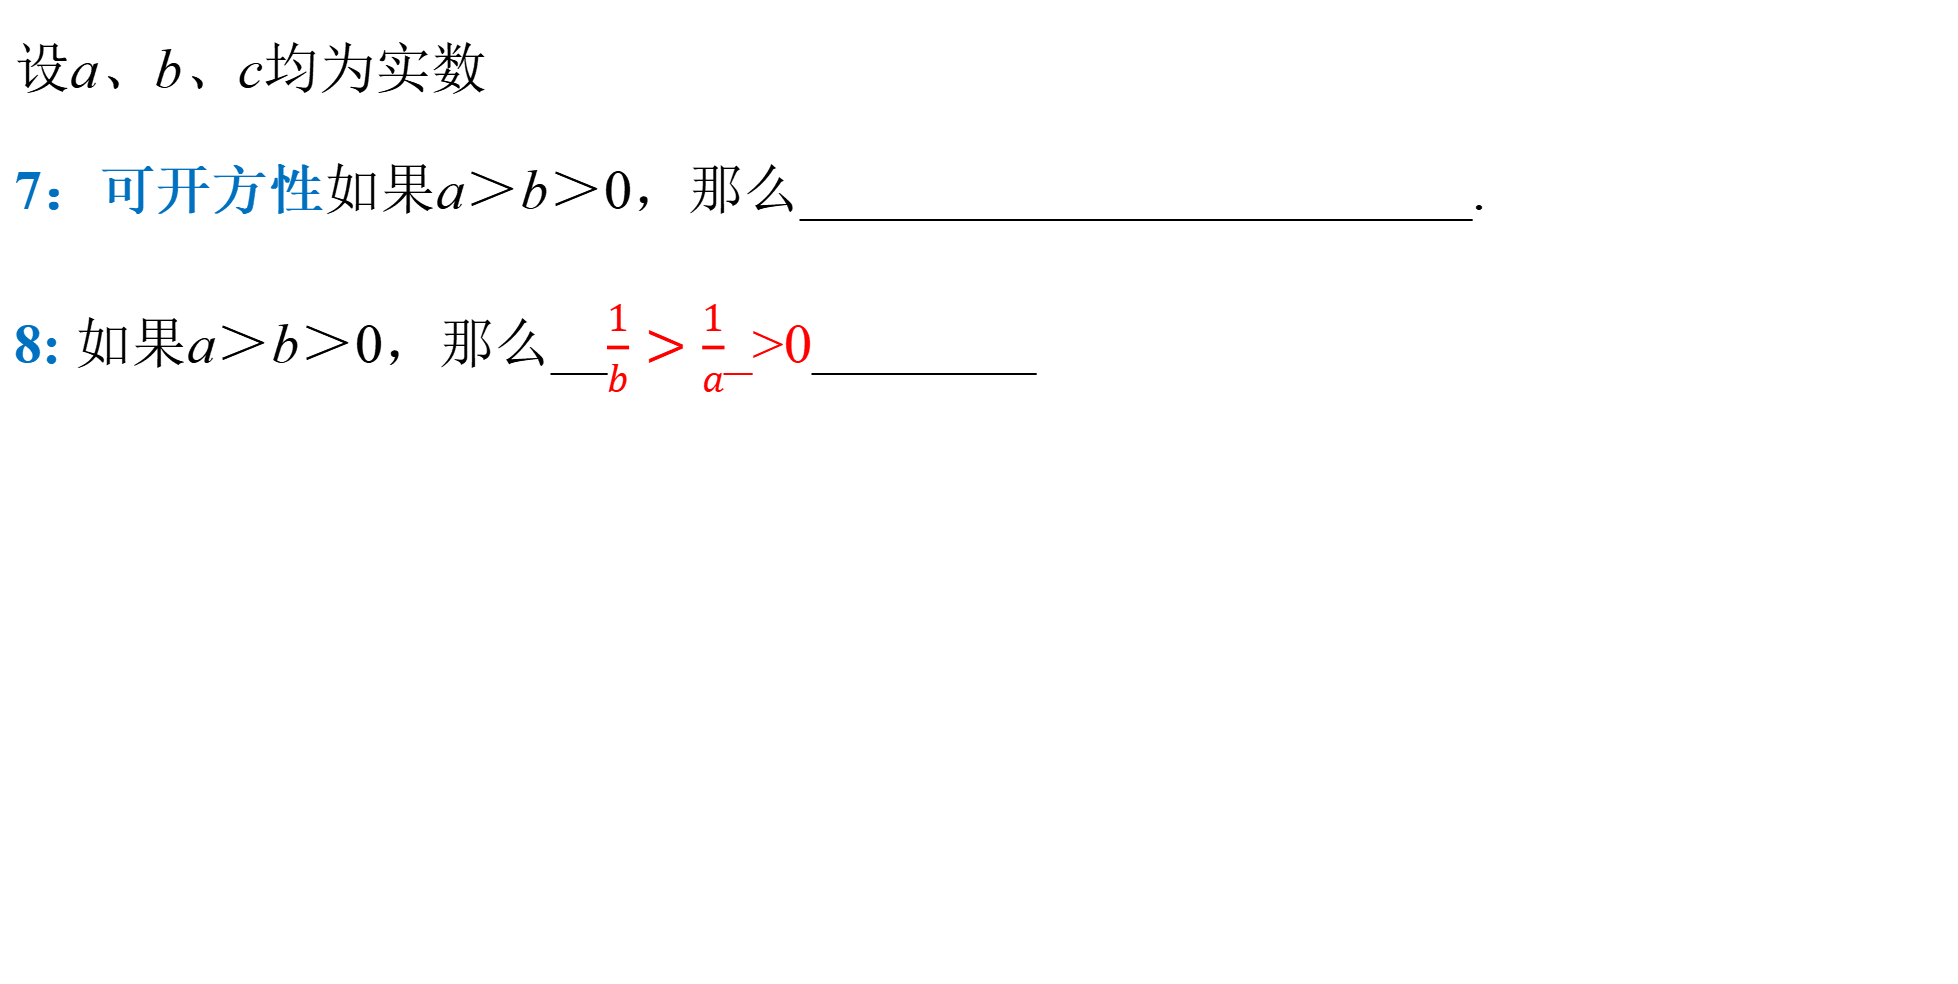 设a、b、c均为实数
7：可开方性如果a＞b＞0，那么________________________.
8: 如果a＞b＞0，那么__\frac{1}{b} > \frac{1}{a}_>0________